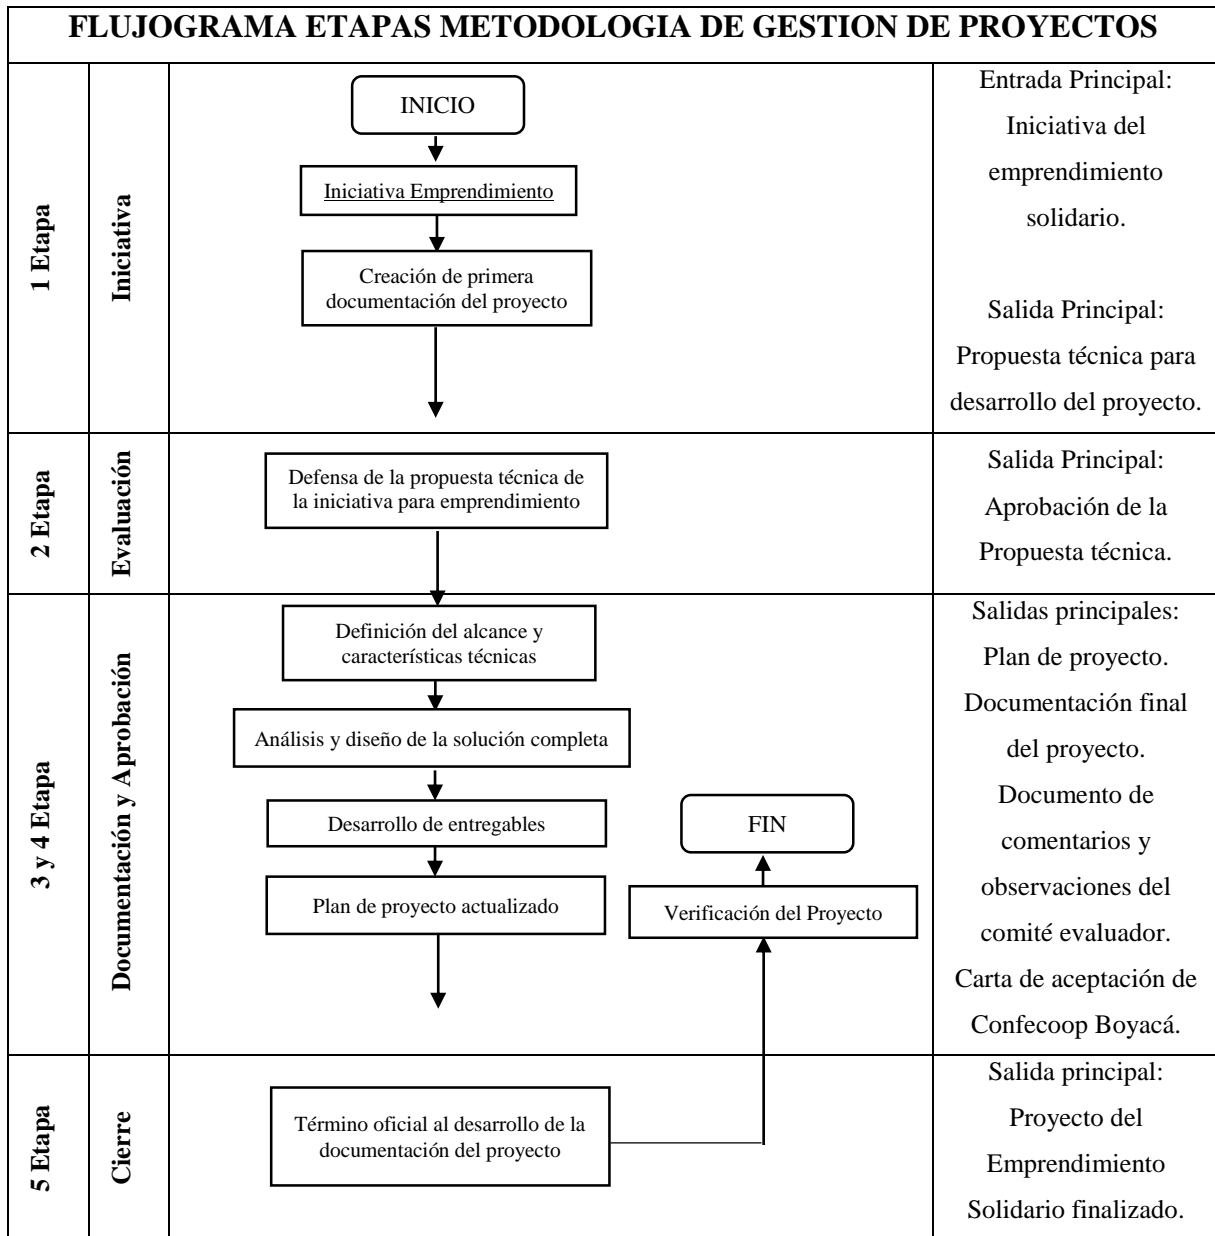 FLUJOGRAMA ETAPAS METODOLOGIA DE GESTION DE PROYECTOS
1 Etapa
Iniciativa
INICIO
Iniciativa Emprendimiento
Creación de primera
documentación del proyecto
Entrada Principal:
Iniciativa del
emprendimiento
solidario.
Salida Principal:
Propuesta técnica para
desarrollo del proyecto.
2 Etapa
Evaluación
Defensa de la propuesta técnica de
la iniciativa para emprendimiento
Salida Principal:
Aprobación de la
Propuesta técnica.
3 y 4 Etapa
Documentación y Aprobación
Definición del alcance y
características técnicas
Análisis y diseño de la solución completa
Desarrollo de entregables
Plan de proyecto actualizado
FIN
Verificación del Proyecto
Salidas principales:
Plan de proyecto.
Documentación final
del proyecto.
Documento de
comentarios y
observaciones del
comité evaluador.
Carta de aceptación de
Confecoop Boyacá.
5 Etapa
Cierre
Término oficial al desarrollo de la
documentación del proyecto
Salida principal:
Proyecto del
Emprendimiento
Solidario finalizado.